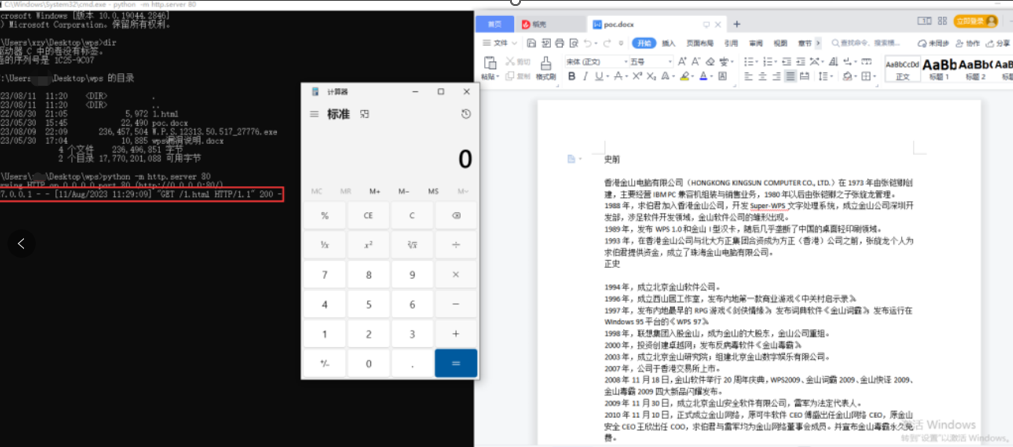 C:\Windows\System32\cmd.exe - python -m http.server 80
crosoft Windows [版本 10.0.19044.2846]
) Microsoft Corporation。保留所有权利。
\Users\xzy\Desktop\wps>dir
动器 C 中的卷没有标签。
的序列号是 1C25-9C07
:\Users\ \Desktop\wps 的目录
23/08/11 11:20 <DIR> .
23/08/11 11:20 <DIR> ..
22/08/30 21:05 5,972 1.html
23/05/30 15:45 22,490 poc.docx
23/08/09 22:09 236,457,504 W.P.S.12313.50.517_27776.exe
23/05/30 17:04 10,885 wps漏洞说明.docx
4 个文件 236,496,851 字节
2 个目录 17,770,201,088 可用字节
\Users\ \Desktop\wps>python -m http.server 80
rving HTTP on 0.0.0.0 port 80 (http://0.0.0.0:80/)
7.0.0.1 - - [11/Aug/2023 11:29:09] "GET /1.html HTTP/1.1" 200 -
计算器
标准
0
MC MR M+ M− MS M~
% CE C
¹/x x² ²√x ÷
7 8 9 ×
4 5 6 −
1 2 3 +
+/− 0 . =
首页 稻壳 poc.docx +
立即登录
文件 开始 插入 页面布局 引用 审阅 视图 章节 查找命令、搜索模... 未同步 协作 分享
粘贴 剪切 复制 格式刷
宋体 (正文) 五号
B I U A X² X₂ A A A
AaBbCcDd AaBb AaBbC AaB
正文 标题 1 标题 2
史前
香港金山电脑有限公司（HONGKONG KINGSUN COMPUTER CO., LTD.）在 1973 年由张铠卿创
建，主要经营 IBM PC 兼容机组装与销售业务，1980 年以后由张铠卿之子张旋龙管理。
1988 年，求伯君加入香港金山公司，开发 Super-WPS 文字处理系统，成立金山公司深圳开
发部，涉足软件开发领域，金山软件公司的雏形出现。
1989 年，发布 WPS 1.0 和金山 I 型汉卡，随后几乎垄断了中国的桌面轻印刷领域。
1993 年，在香港金山公司与北大方正集团合资成为方正（香港）公司之前，张旋龙个人为
求伯君提供资金，成立了珠海金山电脑有限公司。
正史
1994 年，成立北京金山软件公司。
1996 年，成立西山居工作室，发布内地第一款商业游戏《中关村启示录》。
1997 年，发布内地最早的 RPG 游戏《剑侠情缘》；发布词典软件《金山词霸》；发布运行在
Windows 95 平台的《WPS 97》。
1998 年，联想集团入股金山，成为金山的大股东，金山公司重组。
2000 年，投资创建卓越网；发布反病毒软件《金山毒霸》。
2003 年，成立北京金山研究院；组建北京金山数字娱乐有限公司。
2007 年，公司于香港交易所上市。
2008 年 11 月 18 日，金山软件举行 20 周年庆典，WPS2009、金山词霸 2009、金山快译 2009、
金山毒霸 2009 四大新品闪耀发布。
2009 年 11 月 30 日，成立北京金山安全软件有限公司，雷军为法定代表人。
2010 年 11 月 10 日，正式成立金山网络，原可牛软件 CEO 傅盛出任金山网络 CEO，原金山
安全 CEO 王欣出任 COO，求伯君与雷军均为金山网络董事会成员。并宣布金山毒霸永久免
费。
激活 Windows
转到"设置"以激活 Windows。